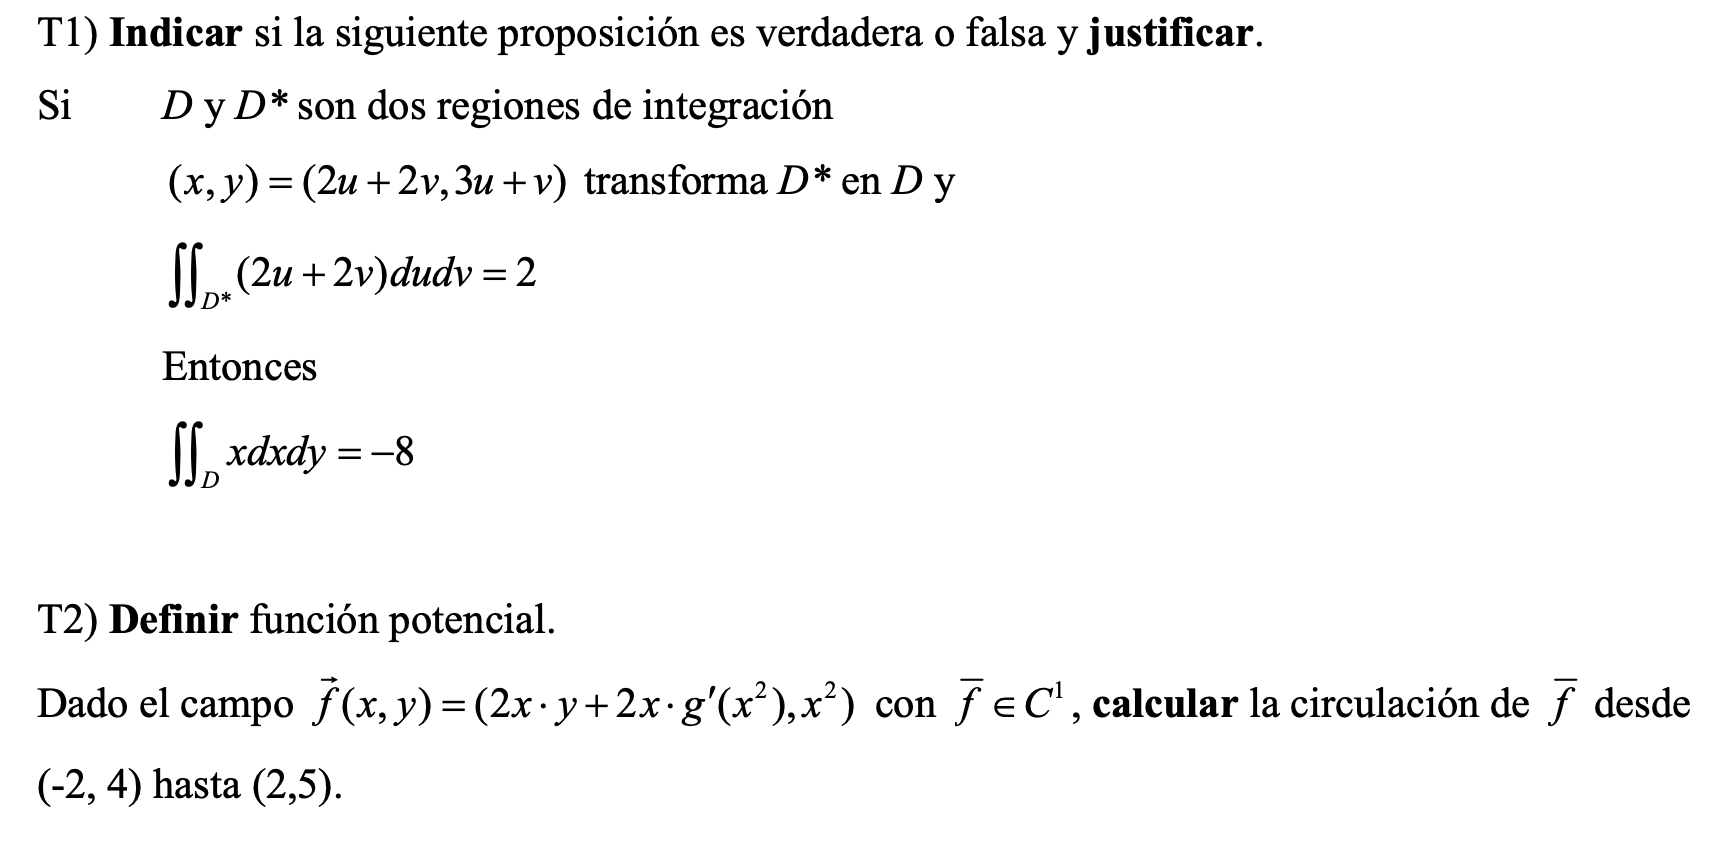 T1) Indicar si la siguiente proposición es verdadera o falsa y justificar.
Si D y D* son dos regiones de integración
(x, y) = (2u + 2v, 3u + v) transforma D* en D y
∬_{D*} (2u + 2v)dudv = 2
Entonces
∬_D xdxdy = −8
T2) Definir función potencial.
Dado el campo f⃗(x, y) = (2x · y + 2x · g′(x²), x²) con f̅ ∈ C¹, calcular la circulación de f̅ desde
(-2, 4) hasta (2,5).